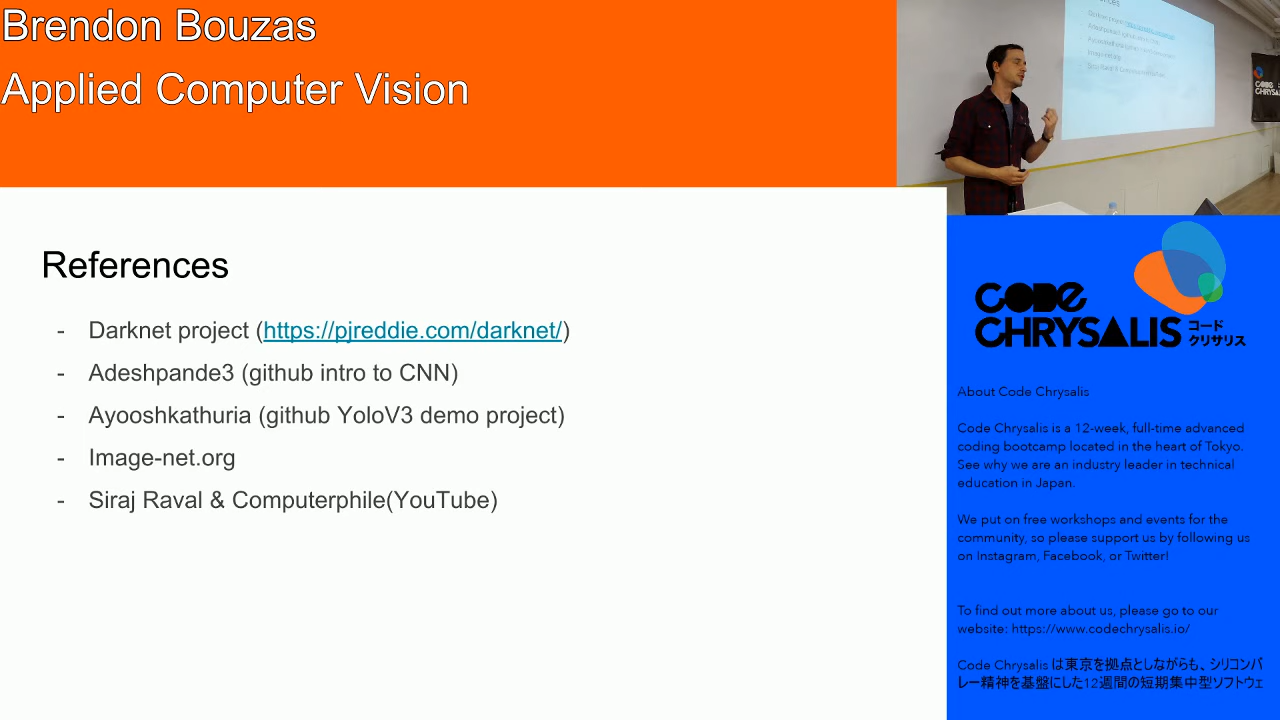 Brendon Bouzas
Applied Computer Vision
References
- Darknet project (https://pjreddie.com/darknet/)
- Adeshpande3 (github intro to CNN)
- Ayooshkathuria (github YoloV3 demo project)
- Image-net.org
- Siraj Raval & Computerphile(YouTube)
CODE
CHRYSALIS
CODE
CHRYSALIS コード
クリサリス
About Code Chrysalis
Code Chrysalis is a 12-week, full-time advanced
coding bootcamp located in the heart of Tokyo.
See why we are an industry leader in technical
education in Japan.
We put on free workshops and events for the
community, so please support us by following us
on Instagram, Facebook, or Twitter!
To find out more about us, please go to our
website: https://www.codechrysalis.io/
Code Chrysalis は東京を拠点としながらも、シリコンバ
レー精神を基盤にした12週間の短期集中型ソフトウェ